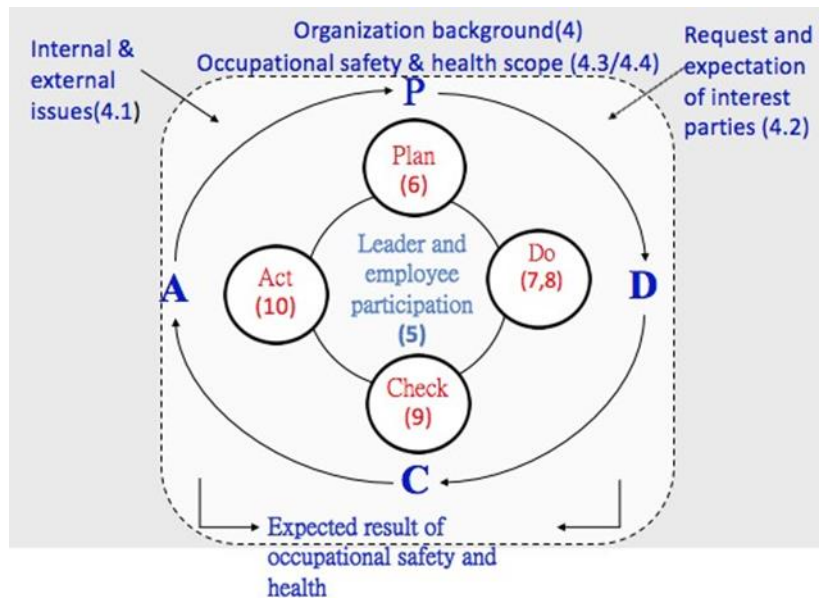 Organization background(4)
Occupational safety & health scope (4.3/4.4)
Internal &
external
issues(4.1)
Request and
expectation
of interest
parties (4.2)
P
Plan
(6)
Leader and
employee
participation
(5)
Act
(10)
Do
(7,8)
A
D
Check
(9)
C
Expected result of
occupational safety and
health